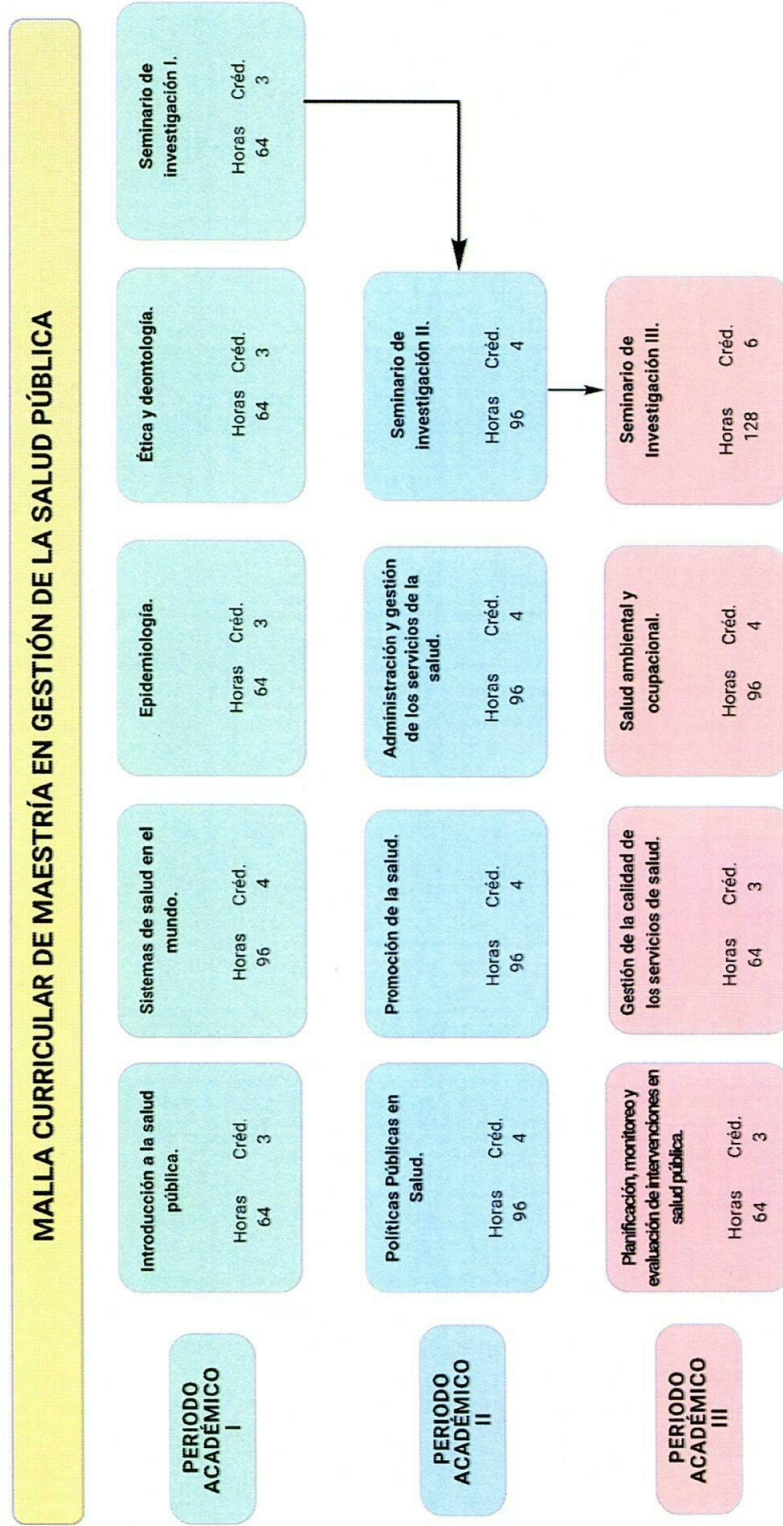 MALLA CURRICULAR DE MAESTRÍA EN GESTIÓN DE LA SALUD PÚBLICA
PERIODO
ACADÉMICO
I
Introducción a la salud
pública.
Horas Créd.
64 3
Sistemas de salud en el
mundo.
Horas Créd.
96 4
Epidemiología.
Horas Créd.
64 3
Ética y deontología.
Horas Créd.
64 3
Seminario de
investigación I.
Horas Créd.
64 3
PERIODO
ACADÉMICO
II
Políticas Públicas en
Salud.
Horas Créd.
96 4
Promoción de la salud.
Horas Créd.
96 4
Administración y gestión
de los servicios de la
salud.
Horas Créd.
96 4
Seminario de
investigación II.
Horas Créd.
96 4
PERIODO
ACADÉMICO
III
Planificación, monitoreo y
evaluación de intervenciones en
salud pública.
Horas Créd.
64 3
Gestión de la calidad de
los servicios de salud.
Horas Créd.
64 3
Salud ambiental y
ocupacional.
Horas Créd.
96 4
Seminario de
Investigación III.
Horas Créd.
128 6